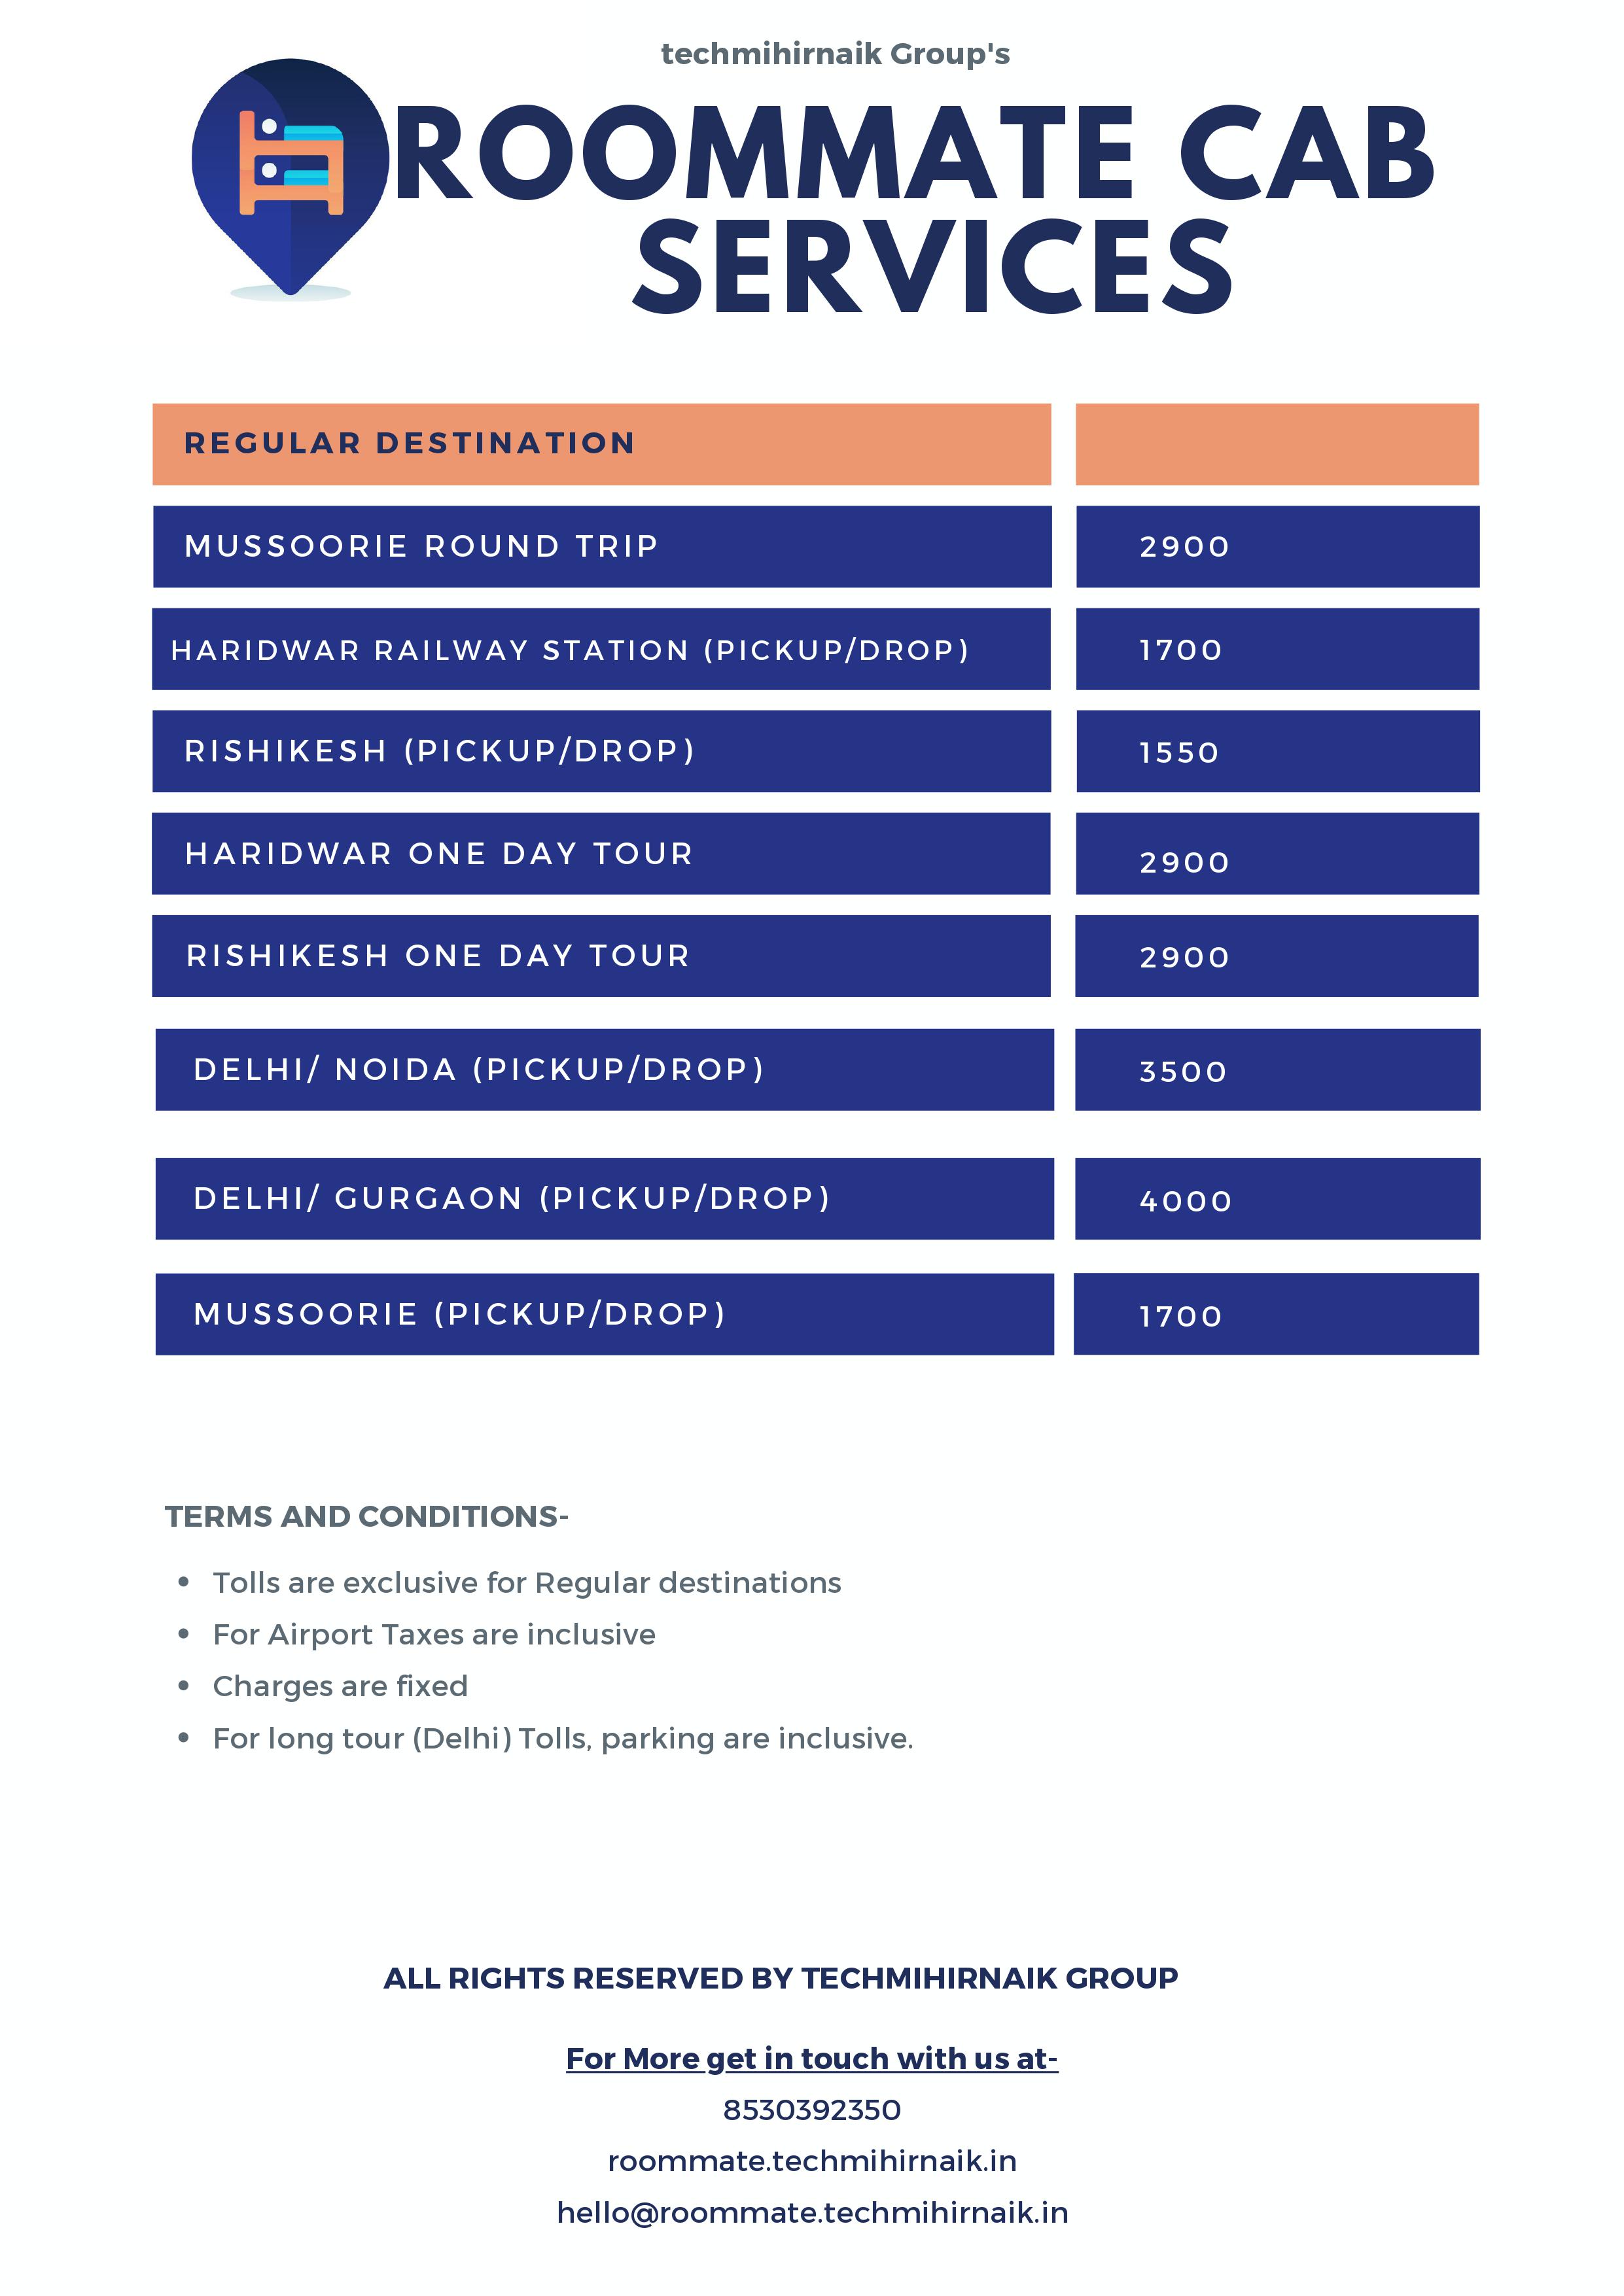 techmihirnaik Group's
ROOMMATE CAB
SERVICES
REGULAR DESTINATION
MUSSOORIE ROUND TRIP 2900
HARIDWAR RAILWAY STATION (PICKUP/DROP) 1700
RISHIKESH (PICKUP/DROP) 1550
HARIDWAR ONE DAY TOUR 2900
RISHIKESH ONE DAY TOUR 2900
DELHI/ NOIDA (PICKUP/DROP) 3500
DELHI/ GURGAON (PICKUP/DROP) 4000
MUSSOORIE (PICKUP/DROP) 1700
TERMS AND CONDITIONS-
• Tolls are exclusive for Regular destinations
• For Airport Taxes are inclusive
• Charges are fixed
• For long tour (Delhi) Tolls, parking are inclusive.
ALL RIGHTS RESERVED BY TECHMIHIRNAIK GROUP
For More get in touch with us at-
8530392350
roommate.techmihirnaik.in
hello@roommate.techmihirnaik.in